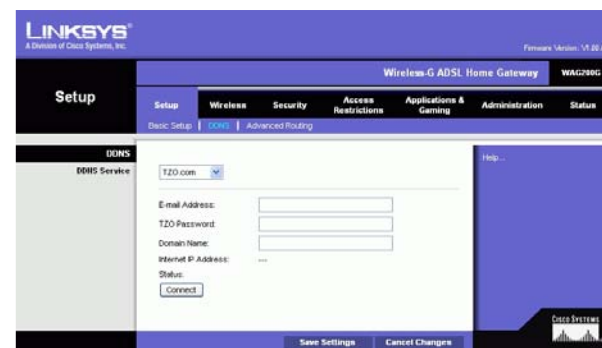 LINKSYS®
A Division of Cisco Systems, Inc.
Firmware Version: V1.00.
Wireless-G ADSL Home Gateway WAG200G
Setup
Setup Wireless Security Access Restrictions Applications & Gaming Administration Status
Basic Setup | DDNS | Advanced Routing
DDNS
Help...
DDNS Service
TZO.com
E-mail Address:
TZO Password:
Domain Name:
Internet IP Address: ---
Status:
Connect
Save Settings Cancel Changes
CISCO SYSTEMS